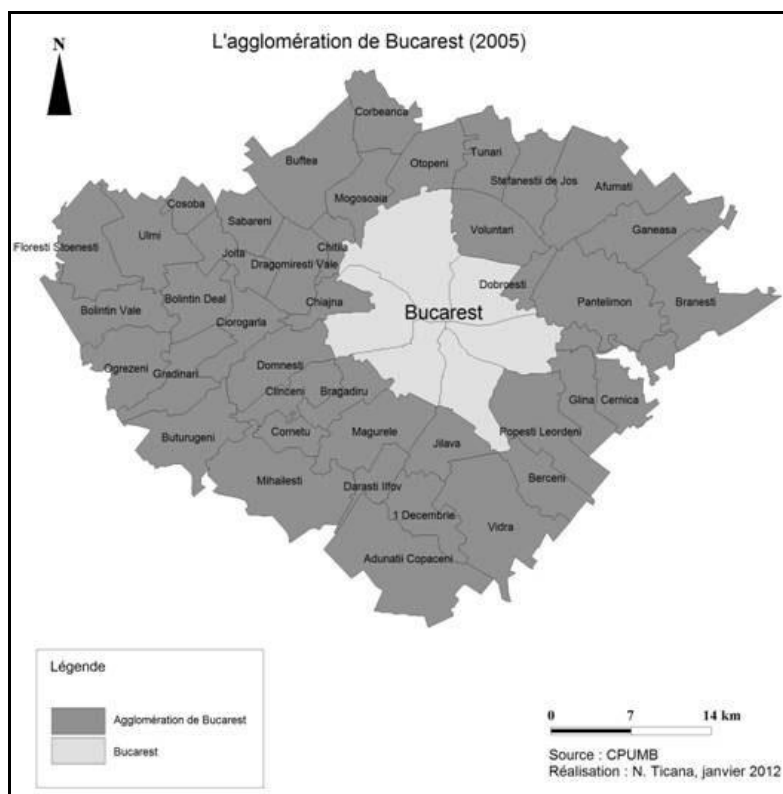 L'agglomération de Bucarest (2005)
N
Corbeanca
Buftea
Otopeni
Tunari
Stefanestii de Jos
Afumati
Mogosoaia
Cosoba
Sabareni
Ulmi
Voluntari
Ganeasa
Floresti Stoenesti
Joita
Chitila
Dragomiresti Vale
Dobroesti
Bolintin Deal
Chiajna
Pantelimon
Branesti
Bolintin Vale
Bucarest
Ciorogarla
Ogrezeni
Gradinari
Domnesti
Clinceni
Bragadiru
Glina
Cernica
Buturugeni
Cornetu
Magurele
Jilava
Popesti Leordeni
Mihailesti
Darasti Ilfov
Berceni
1 Decembrie
Vidra
Adunatii Copaceni
Légende
Agglomération de Bucarest
Bucarest
0 7 14 km
Source : CPUMB
Réalisation : N. Ticana, janvier 2012